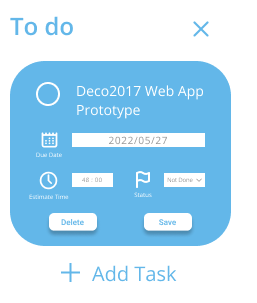 To do
Deco2017 Web App
Prototype
2022/05/27
Due Date
48 : 00
Not Done
Estimate Time
Status
Delete
Save
Add Task